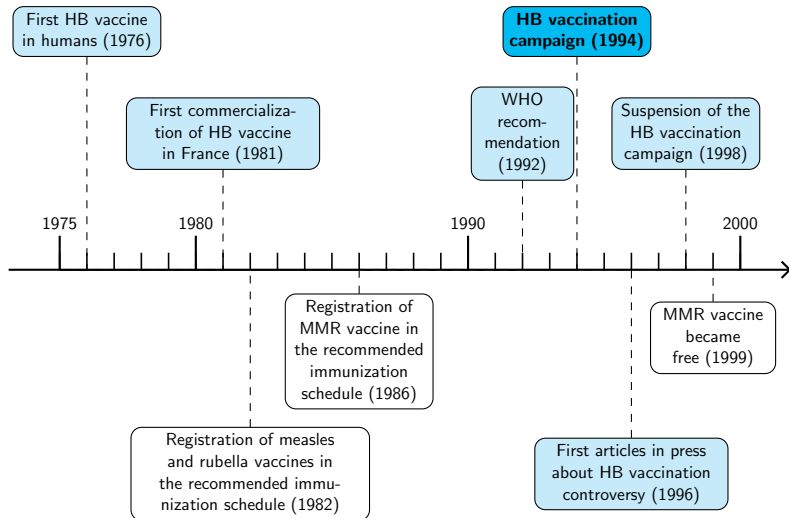 First HB vaccine
in humans (1976)
HB vaccination
campaign (1994)
First commercializa-
tion of HB vaccine
in France (1981)
WHO
recom-
mendation
(1992)
Suspension of the
HB vaccination
campaign (1998)
1975
1980
1990
2000
Registration of
MMR vaccine in
the recommended
immunization
schedule (1986)
MMR vaccine
became
free (1999)
Registration of measles
and rubella vaccines in
the recommended immu-
nization schedule (1982)
First articles in press
about HB vaccination
controversy (1996)